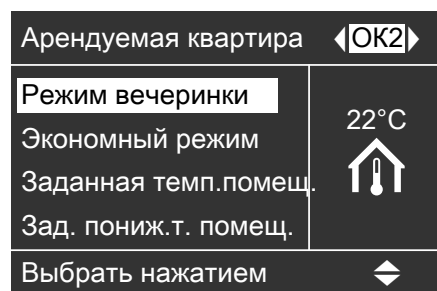 Арендуемая квартира ОК2
Режим вечеринки
22°C
Экономный режим
Заданная темп.помещ.
Зад. пониж.т. помещ.
Выбрать нажатием